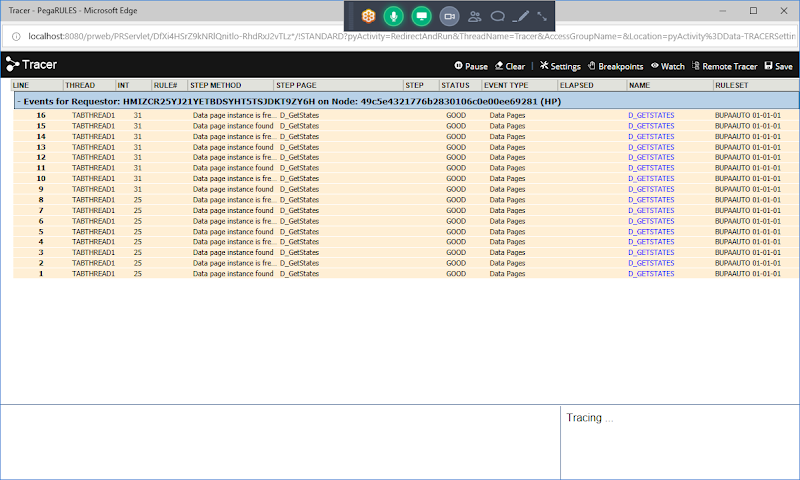 Tracer - PegaRULES - Microsoft Edge
localhost:8080/prweb/PRServlet/DfXi4HSrZ9kNRlQnitlo-RhdRxJ2vTLz*/!STANDARD?pyActivity=RedirectAndRun&ThreadName=Tracer&AccessGroupName=&Location=pyActivity%3DData-TRACERSettin
Tracer Pause Clear | Settings Breakpoints Watch Remote Tracer Save
LINE THREAD INT RULE# STEP METHOD STEP PAGE STEP STATUS EVENT TYPE ELAPSED NAME RULESET
- Events for Requestor: HMIZCR25YJ21YETBDSYHT5TSJDKT9ZY6H on Node: 49c5e4321776b2830106c0e00ee69281 (HP)
16 TABTHREAD1 31 Data page instance is fre... D_GetStates GOOD Data Pages D_GETSTATES BUPAAUTO 01-01-01
15 TABTHREAD1 31 Data page instance found D_GetStates GOOD Data Pages D_GETSTATES BUPAAUTO 01-01-01
14 TABTHREAD1 31 Data page instance is fre... D_GetStates GOOD Data Pages D_GETSTATES BUPAAUTO 01-01-01
13 TABTHREAD1 31 Data page instance found D_GetStates GOOD Data Pages D_GETSTATES BUPAAUTO 01-01-01
12 TABTHREAD1 31 Data page instance is fre... D_GetStates GOOD Data Pages D_GETSTATES BUPAAUTO 01-01-01
11 TABTHREAD1 31 Data page instance found D_GetStates GOOD Data Pages D_GETSTATES BUPAAUTO 01-01-01
10 TABTHREAD1 31 Data page instance is fre... D_GetStates GOOD Data Pages D_GETSTATES BUPAAUTO 01-01-01
9 TABTHREAD1 31 Data page instance found D_GetStates GOOD Data Pages D_GETSTATES BUPAAUTO 01-01-01
8 TABTHREAD1 25 Data page instance is fre... D_GetStates GOOD Data Pages D_GETSTATES BUPAAUTO 01-01-01
7 TABTHREAD1 25 Data page instance found D_GetStates GOOD Data Pages D_GETSTATES BUPAAUTO 01-01-01
6 TABTHREAD1 25 Data page instance is fre... D_GetStates GOOD Data Pages D_GETSTATES BUPAAUTO 01-01-01
5 TABTHREAD1 25 Data page instance found D_GetStates GOOD Data Pages D_GETSTATES BUPAAUTO 01-01-01
4 TABTHREAD1 25 Data page instance is fre... D_GetStates GOOD Data Pages D_GETSTATES BUPAAUTO 01-01-01
3 TABTHREAD1 25 Data page instance found D_GetStates GOOD Data Pages D_GETSTATES BUPAAUTO 01-01-01
2 TABTHREAD1 25 Data page instance is fre... D_GetStates GOOD Data Pages D_GETSTATES BUPAAUTO 01-01-01
1 TABTHREAD1 25 Data page instance found D_GetStates GOOD Data Pages D_GETSTATES BUPAAUTO 01-01-01
Tracing ...